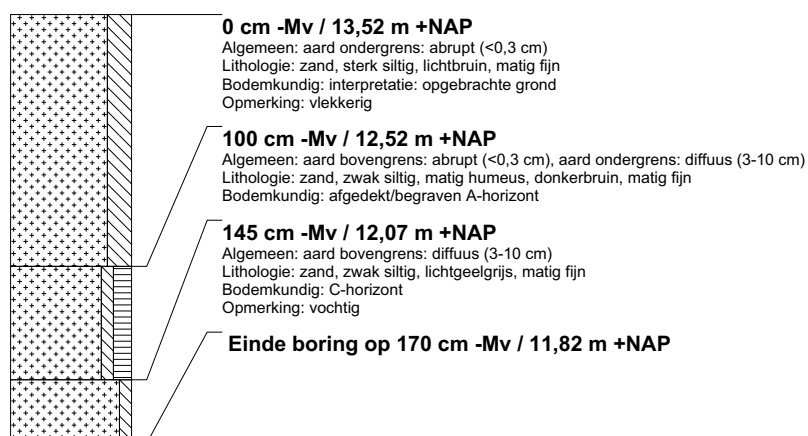 0 cm -Mv / 13,52 m +NAP
Algemeen: aard ondergrens: abrupt (<0,3 cm)
Lithologie: zand, sterk siltig, lichtbruin, matig fijn
Bodemkundig: interpretatie: opgebrachte grond
Opmerking: vlekkerig
100 cm -Mv / 12,52 m +NAP
Algemeen: aard bovengrens: abrupt (<0,3 cm), aard ondergrens: diffuus (3-10 cm)
Lithologie: zand, zwak siltig, matig humeus, donkerbruin, matig fijn
Bodemkundig: afgedekt/begraven A-horizont
145 cm -Mv / 12,07 m +NAP
Algemeen: aard bovengrens: diffuus (3-10 cm)
Lithologie: zand, zwak siltig, lichtgeelgrijs, matig fijn
Bodemkundig: C-horizont
Opmerking: vochtig
Einde boring op 170 cm -Mv / 11,82 m +NAP